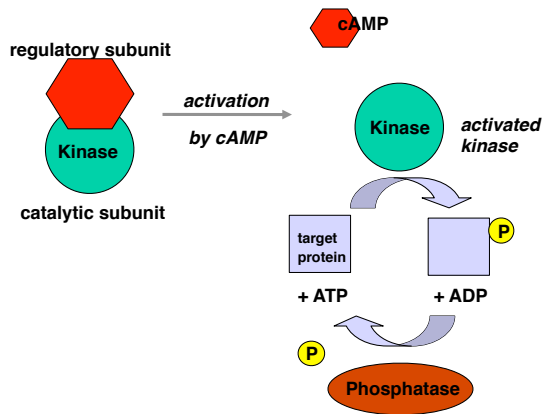 regulatory subunit
Kinase
catalytic subunit
activation
by cAMP
cAMP
Kinase
activated
kinase
target
protein
P
+ ATP
+ ADP
P
Phosphatase